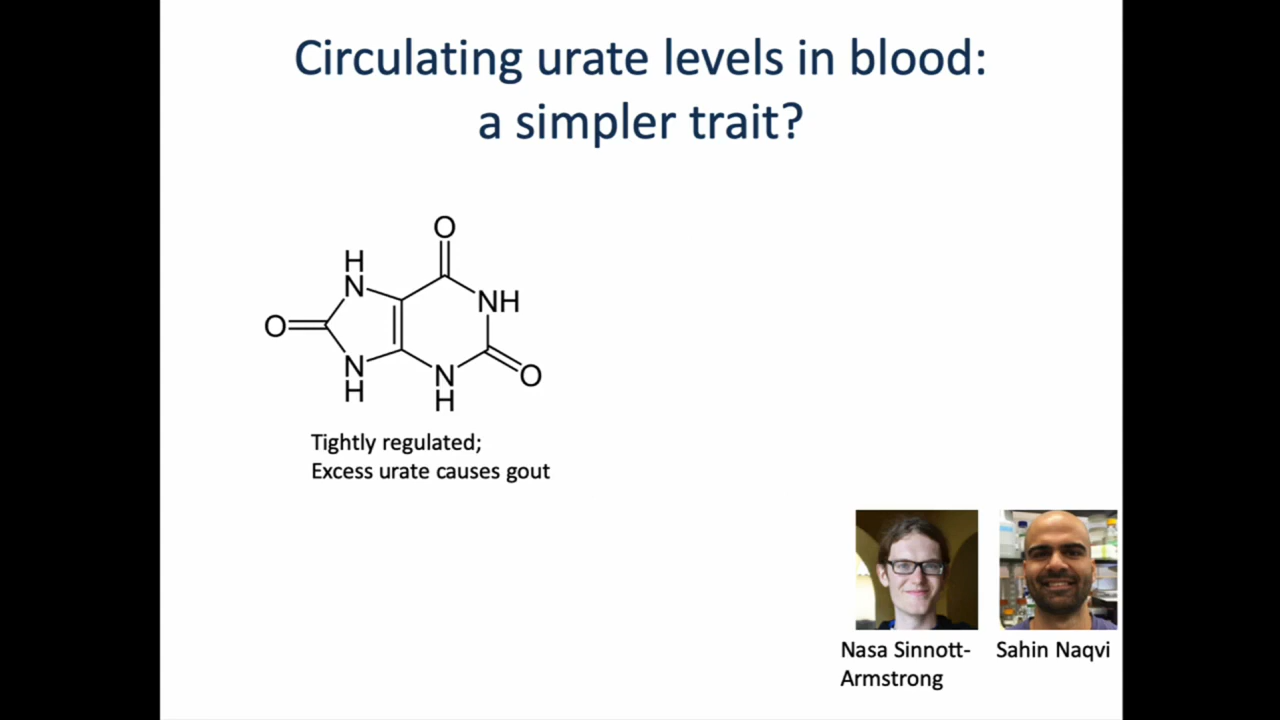 Circulating urate levels in blood:
a simpler trait?
O
H
N
NH
O
N
H
N
H
O
Tightly regulated;
Excess urate causes gout
Nasa Sinnott-
Armstrong
Sahin Naqvi